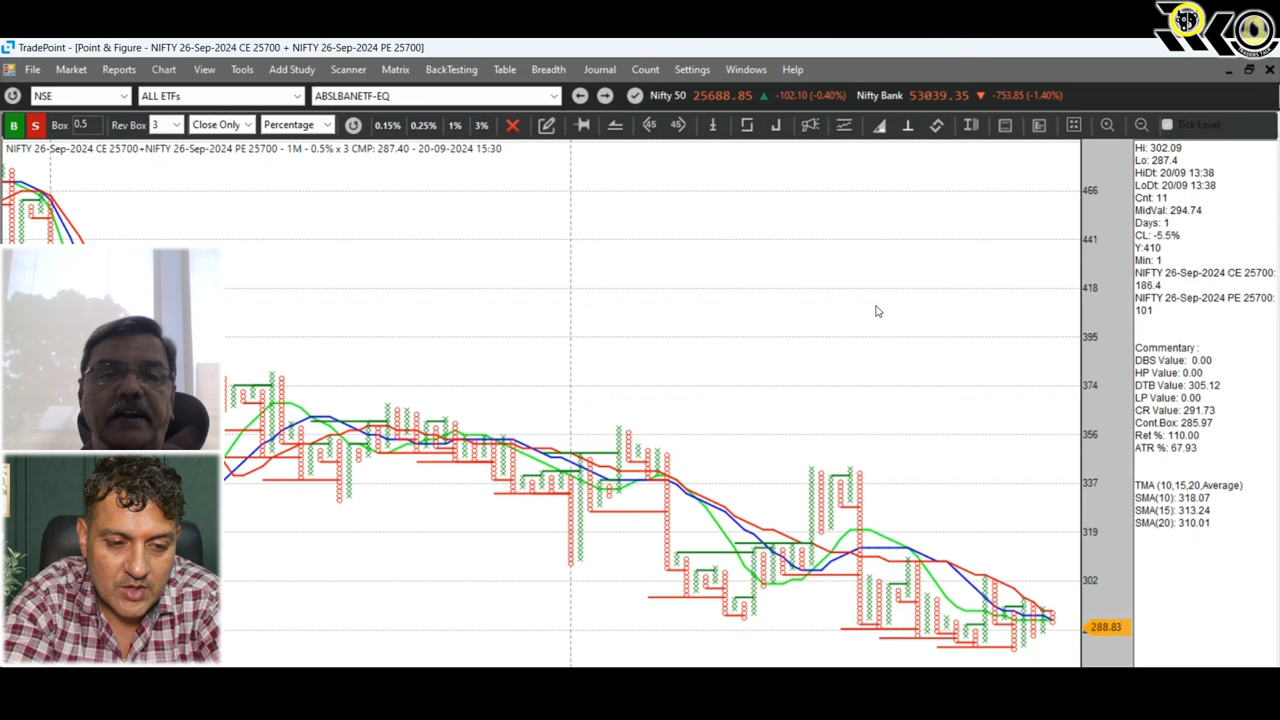 TradePoint - [Point & Figure - NIFTY 26-Sep-2024 CE 25700 + NIFTY 26-Sep-2024 PE 25700]
File Market Reports Chart View Tools Add Study Scanner Matrix BackTesting Table Breadth Journal Count Settings Windows Help
NSE ALL ETFs ABSLBANETF-EQ Nifty 50 25688.85 ▲ -102.10 (-0.40%) Nifty Bank 53039.35 ▼ -753.85 (-1.40%)
B S Box 0.5 Rev Box 3 Close Only Percentage 0.15% 0.25% 1% 3% 45 45 Tick Level
NIFTY 26-Sep-2024 CE 25700+NIFTY 26-Sep-2024 PE 25700 - 1M - 0.5% x 3 CMP: 287.40 - 20-09-2024 15:30
466
441
418
395
374
356
337
319
302
288.83
Hi: 302.09
Lo: 287.4
HiDt: 20/09 13:38
LoDt: 20/09 13:38
Cnt: 11
MidVal: 294.74
Days: 1
CL: -5.5%
Y:410
Min: 1
NIFTY 26-Sep-2024 CE 25700:
186.4
NIFTY 26-Sep-2024 PE 25700:
101
Commentary :
DBS Value: 0.00
HP Value: 0.00
DTB Value: 305.12
LP Value: 0.00
CR Value: 291.73
Cont.Box: 285.97
Ret %: 110.00
ATR %: 67.93
TMA (10,15,20,Average)
SMA(10): 318.07
SMA(15): 313.24
SMA(20): 310.01
TRADERS TALK